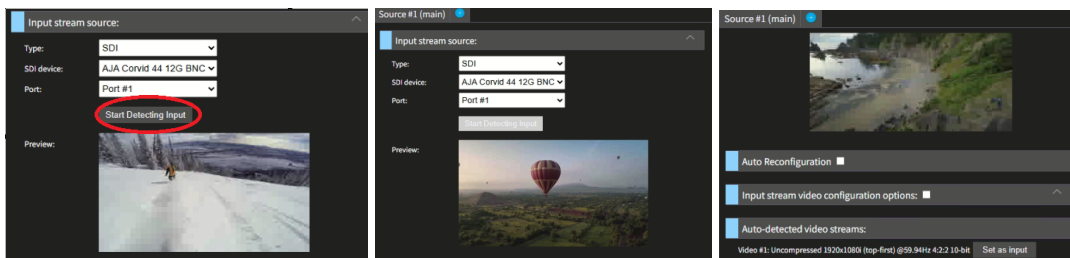 Input stream source:
Type:
SDI
SDI device:
AJA Corvid 44 12G BNC
Port:
Port #1
Start Detecting Input
Preview:
Source #1 (main)
Input stream source:
Type:
SDI
SDI device:
AJA Corvid 44 12G BNC
Port:
Port #1
Start Detecting Input
Preview:
Source #1 (main)
Auto Reconfiguration
Input stream video configuration options:
Auto-detected video streams:
Video #1: Uncompressed 1920x1080i (top-first) @59.94Hz 4:2:2 10-bit Set as input